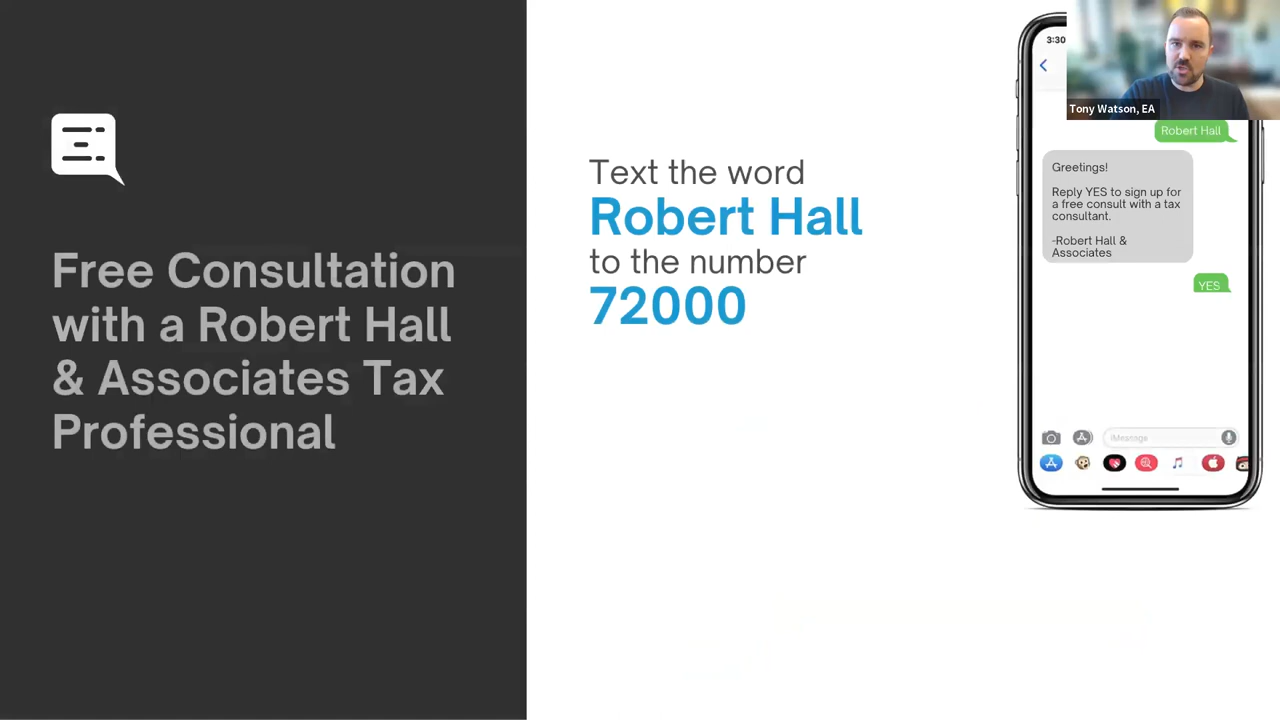 Free Consultation
with a Robert Hall
& Associates Tax
Professional
Text the word
Robert Hall
to the number
72000
3:30
Tony Watson, EA
Robert Hall
Greetings!
Reply YES to sign up for
a free consult with a tax
consultant.
-Robert Hall &
Associates
YES
iMessage